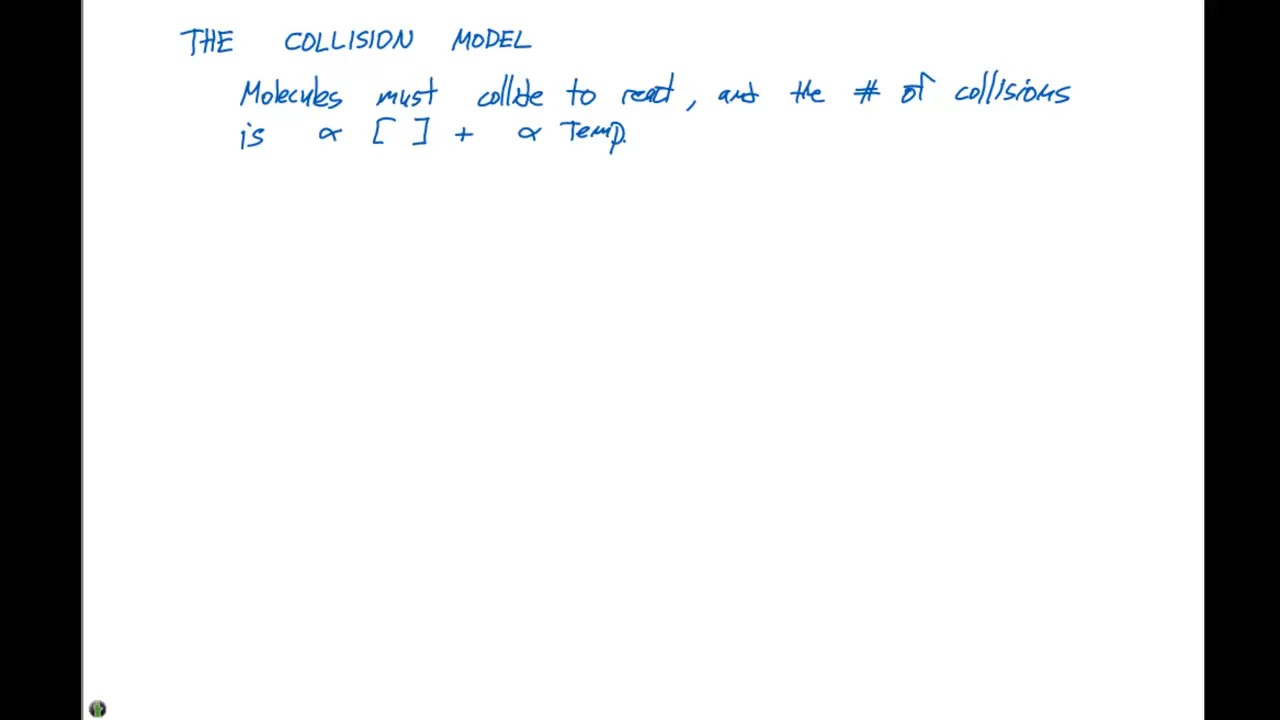 THE COLLISION MODEL
Molecules must collide to react, and the # of collisions
is ∝ [ ] + ∝ Temp.